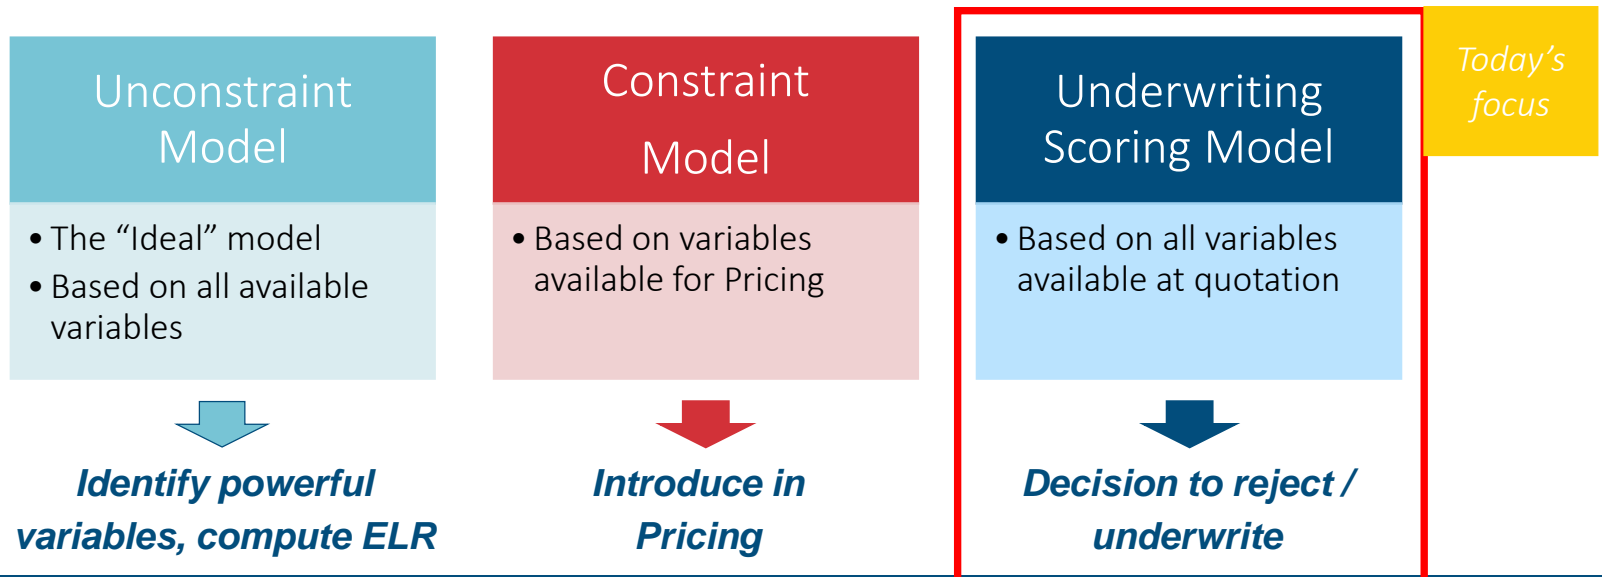 Unconstraint
Model
• The “Ideal” model
• Based on all available
variables
Identify powerful
variables, compute ELR
Constraint
Model
• Based on variables
available for Pricing
Introduce in
Pricing
Underwriting
Scoring Model
• Based on all variables
available at quotation
Decision to reject /
underwrite
Today’s
focus